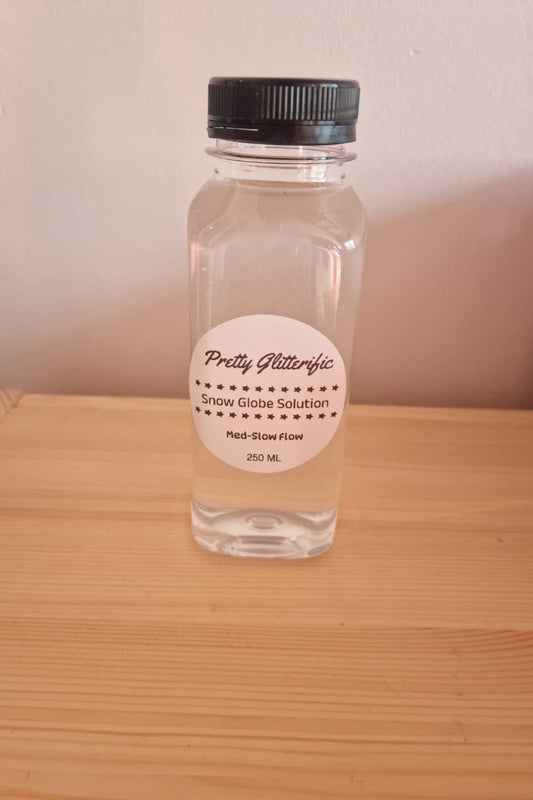 Pretty Glitterific
Snow Globe Solution
Med-Slow Flow
250 ML